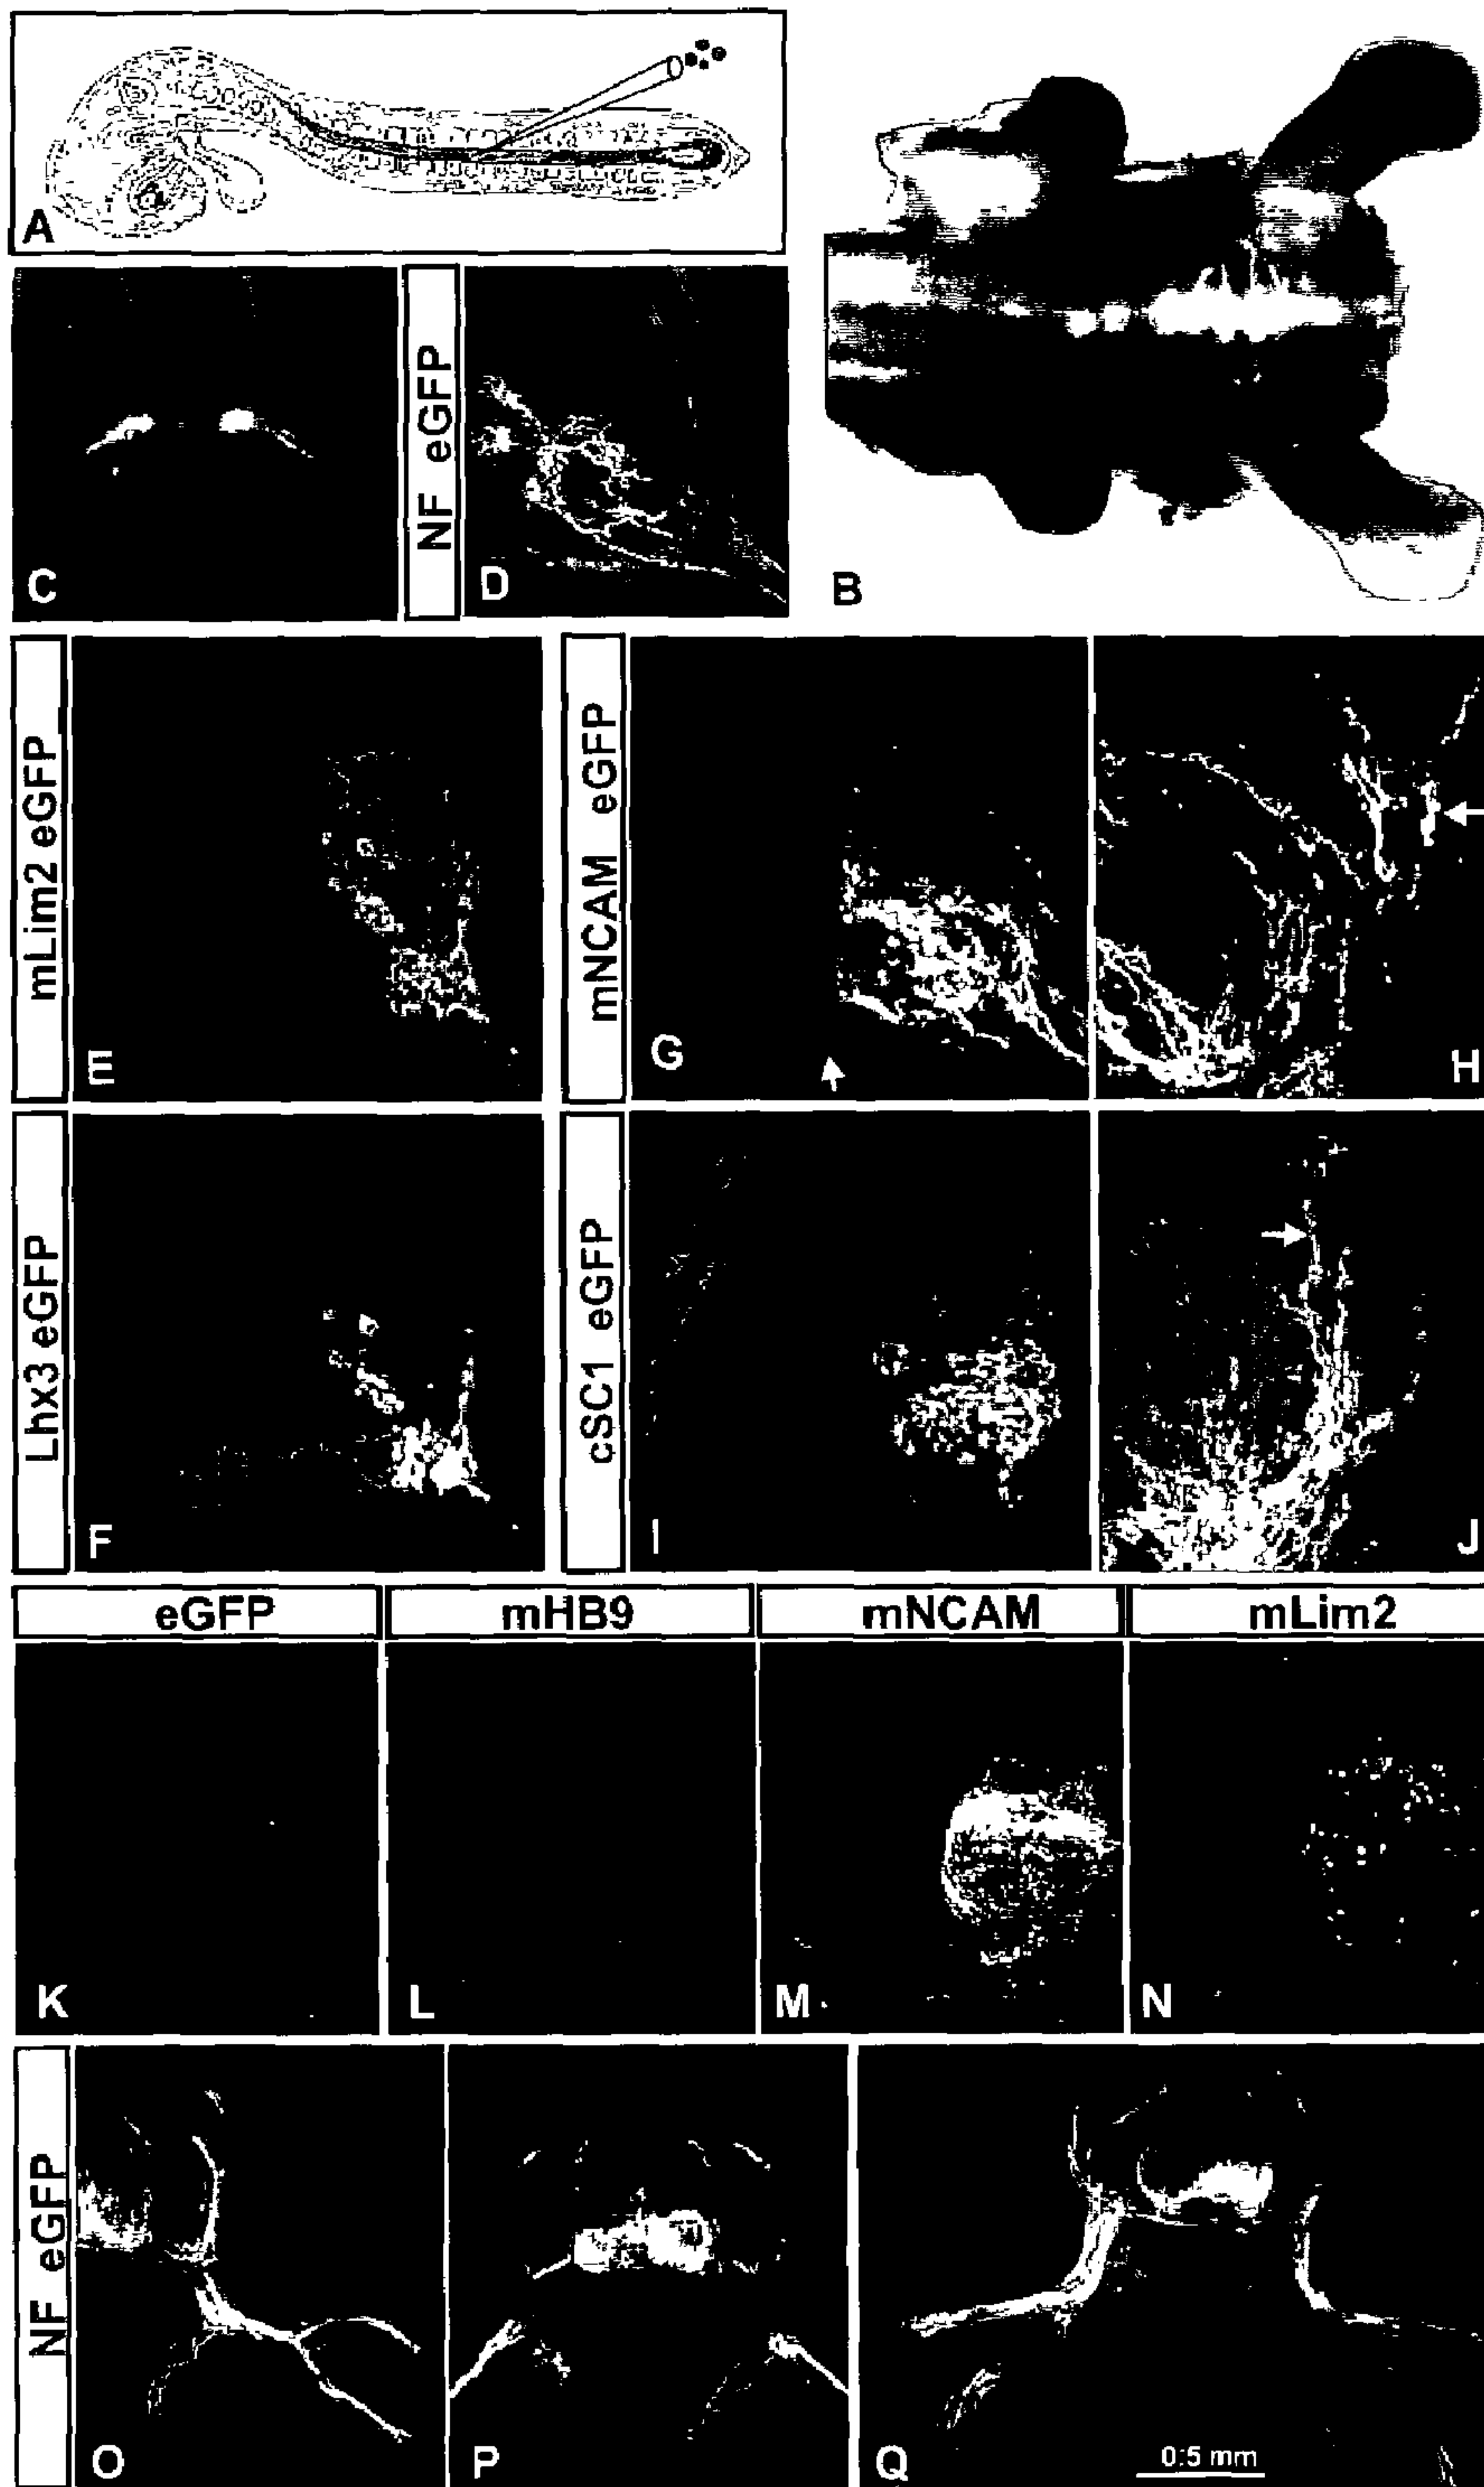 A
B
C
NF eGFP
D
mLim2 eGFP
E
mNCAM eGFP
G
H
Lhx3 eGFP
F
cSC1 eGFP
I
J
eGFP
mHB9
mNCAM
mLim2
K
L
M
N
NF eGFP
O
P
Q
0.5 mm